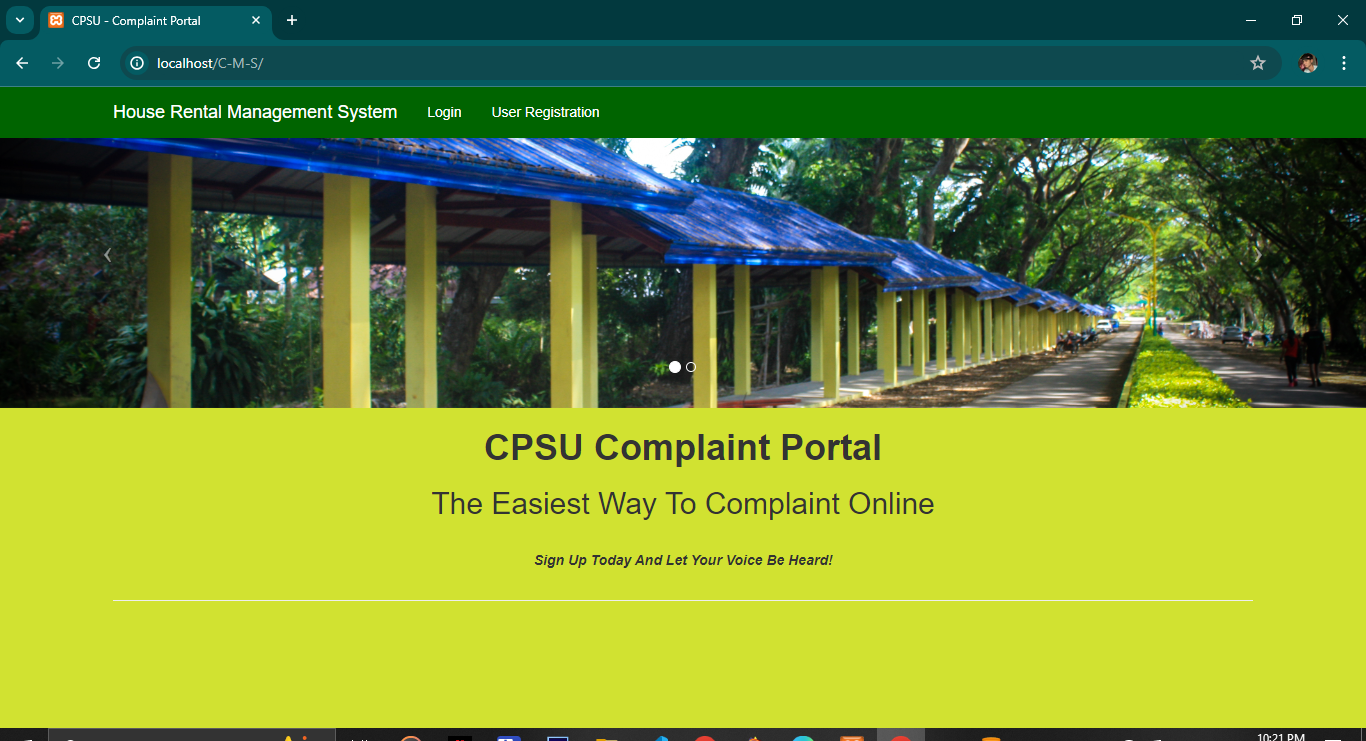 CPSU - Complaint Portal
localhost/C-M-S/
House Rental Management System Login User Registration
CPSU Complaint Portal
The Easiest Way To Complaint Online
Sign Up Today And Let Your Voice Be Heard!
10:21 PM